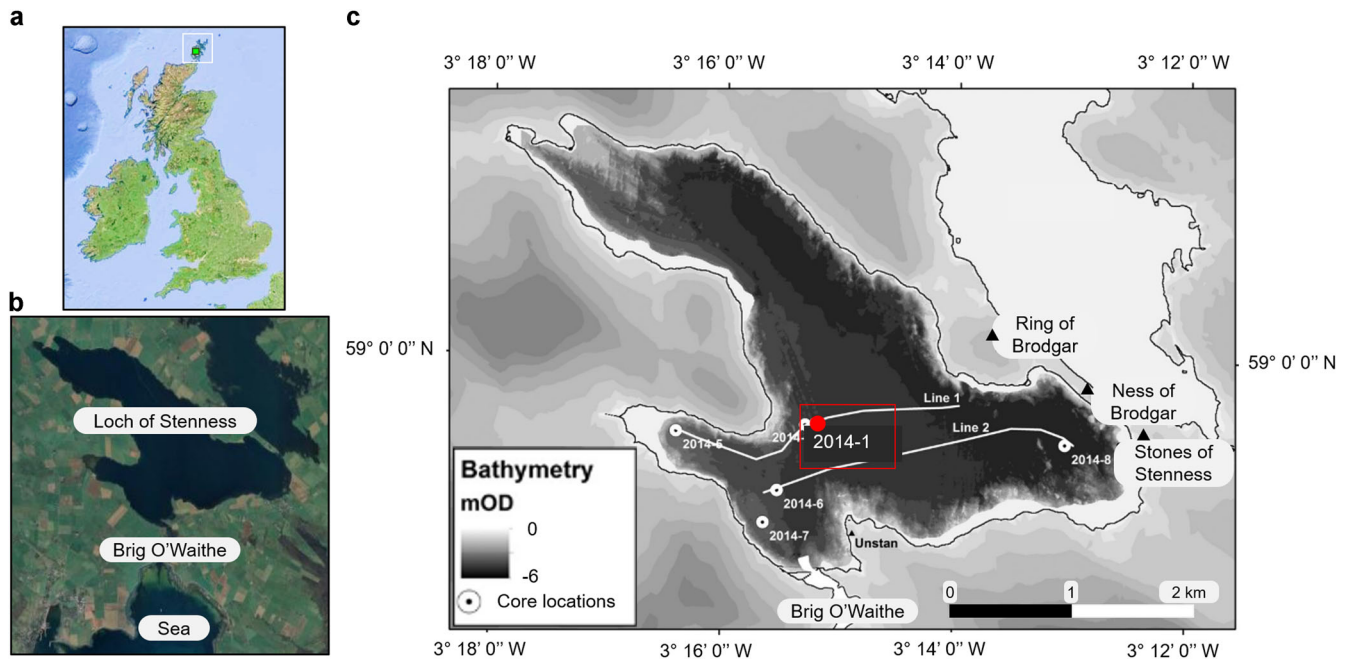 a
b
Loch of Stenness
Brig O'Waithe
Sea
c
3° 18' 0'' W
3° 16' 0'' W
3° 14' 0'' W
3° 12' 0'' W
59° 0' 0'' N
59° 0' 0'' N
Ring of
Brodgar
Ness of
Brodgar
Stones of
Stenness
Line 1
Line 2
2014-5
2014-
2014-1
2014-8
2014-6
2014-7
Unstan
Brig O'Waithe
Bathymetry
mOD
0
-6
Core locations
0
1
2 km
3° 18' 0'' W
3° 16' 0'' W
3° 14' 0'' W
3° 12' 0'' W